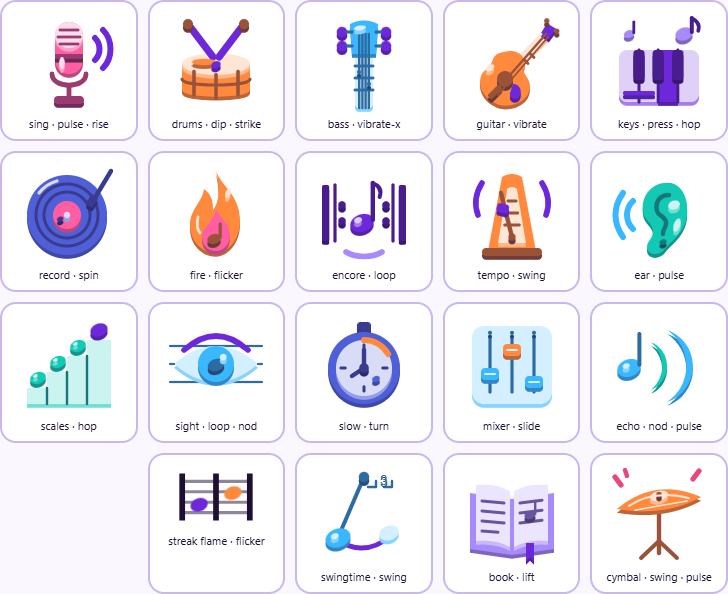 sing · pulse · rise
drums · dip · strike
bass · vibrate-x
guitar · vibrate
keys · press · hop
record · spin
fire · flicker
encore · loop
tempo · swing
ear · pulse
scales · hop
sight · loop · nod
slow · turn
mixer · slide
echo · nod · pulse
streak flame · flicker
3
swingtime · swing
book · lift
cymbal · swing · pulse